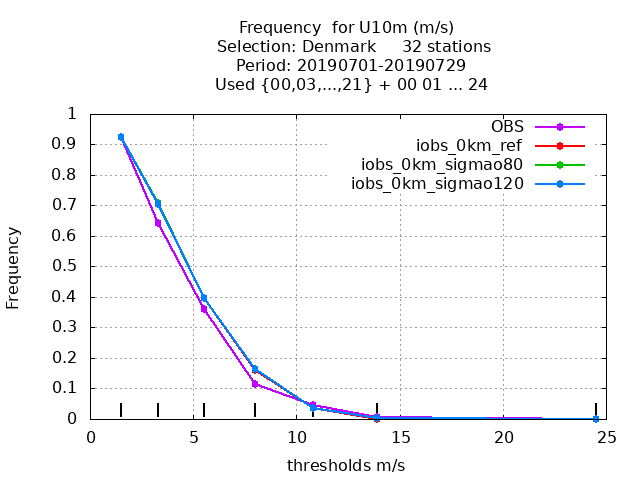 Frequency  for U10m (m/s)
Selection: Denmark     32 stations
Period: 20190701-20190729
Used {00,03,...,21} + 00 01 ... 24
1
0.9
0.8
0.7
0.6
0.5
0.4
0.3
0.2
0.1
0
Frequency
OBS
iobs_0km_ref
iobs_0km_sigmao80
iobs_0km_sigmao120
0 5 10 15 20 25
thresholds m/s